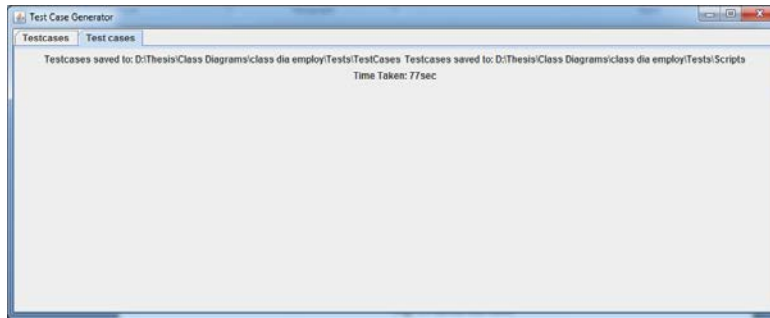 Test Case Generator
Testcases Test cases
Testcases saved to: D:\Thesis\Class Diagrams\class dia employ\Tests\TestCases Testcases saved to: D:\Thesis\Class Diagrams\class dia employ\Tests\Scripts
Time Taken: 77sec